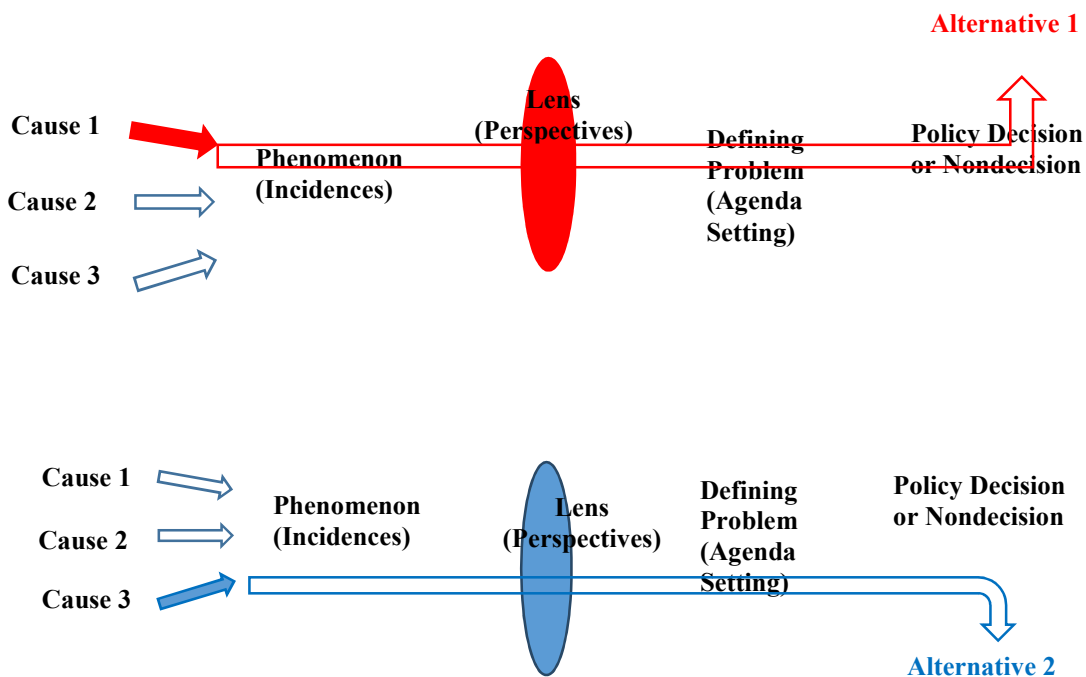 Alternative 1
Cause 1
Cause 2
Cause 3
Phenomenon
(Incidences)
Lens
(Perspectives)
Defining
Problem
(Agenda
Setting)
Policy Decision
or Nondecision
Cause 1
Cause 2
Cause 3
Phenomenon
(Incidences)
Lens
(Perspectives)
Defining
Problem
(Agenda
Setting)
Policy Decision
or Nondecision
Alternative 2